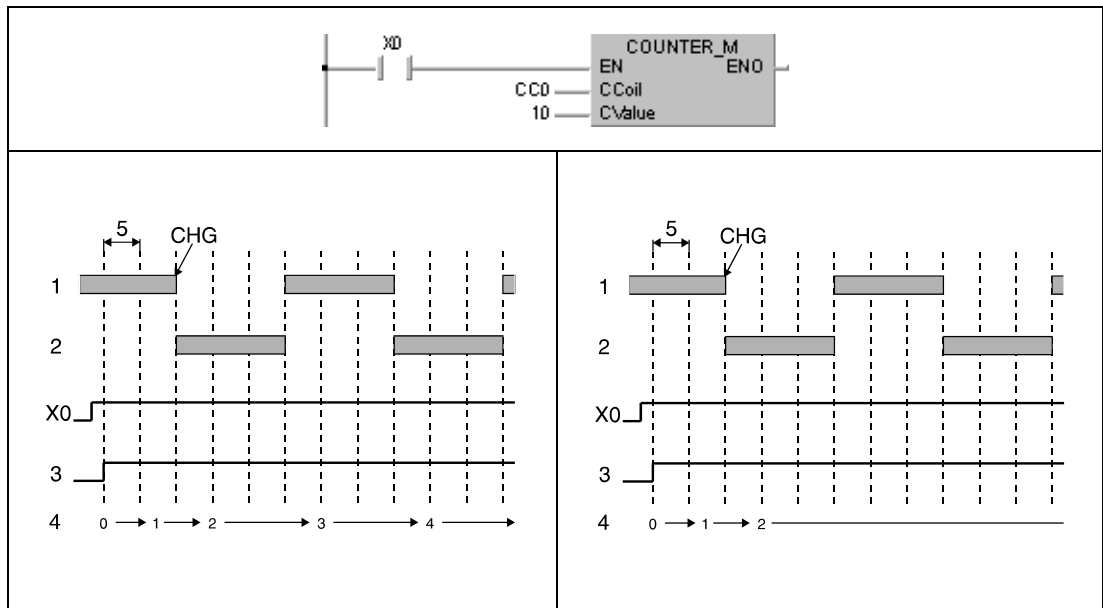 X0
COUNTER_M
EN ENO
CC0 CCoil
10 CValue
5 CHG
1
2
X0
3
4 0 1 2 3 4
5 CHG
1
2
X0
3
4 0 1 2